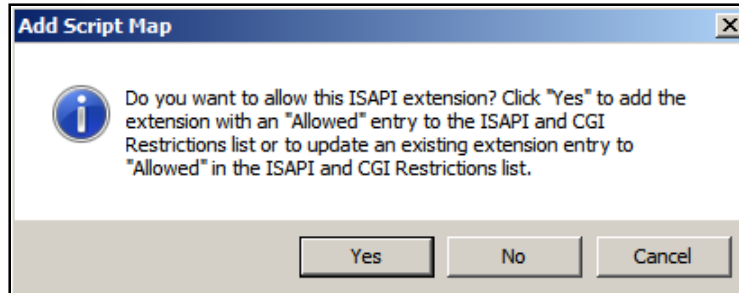 Add Script Map
Do you want to allow this ISAPI extension? Click "Yes" to add the
extension with an "Allowed" entry to the ISAPI and CGI
Restrictions list or to update an existing extension entry to
"Allowed" in the ISAPI and CGI Restrictions list.
Yes No Cancel